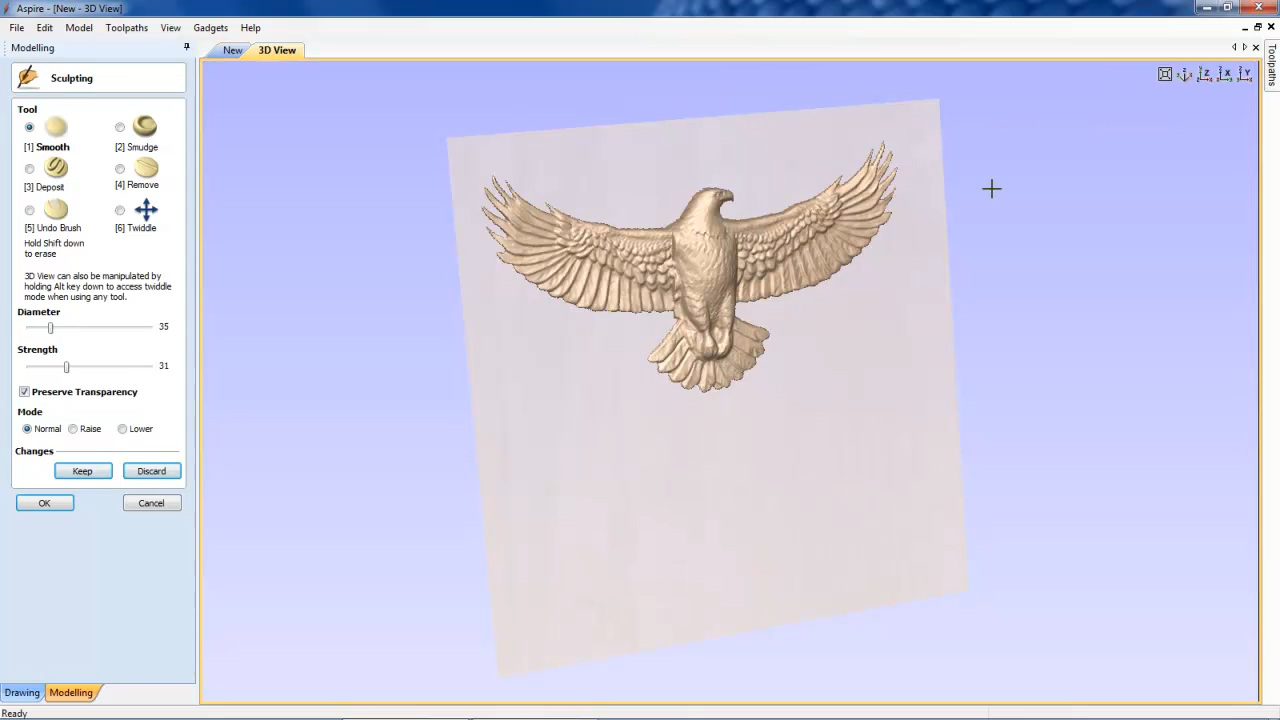 Aspire - [New - 3D View]
File Edit Model Toolpaths View Gadgets Help
Modelling
New 3D View
Toolpaths
Sculpting
Tool
[1] Smooth
[2] Smudge
[3] Deposit
[4] Remove
[5] Undo Brush
[6] Twiddle
Hold Shift down
to erase
3D View can also be manipulated by
holding Alt key down to access twiddle
mode when using any tool.
Diameter
35
Strength
31
Preserve Transparency
Mode
Normal Raise Lower
Changes
Keep Discard
OK Cancel
Drawing Modelling
Ready